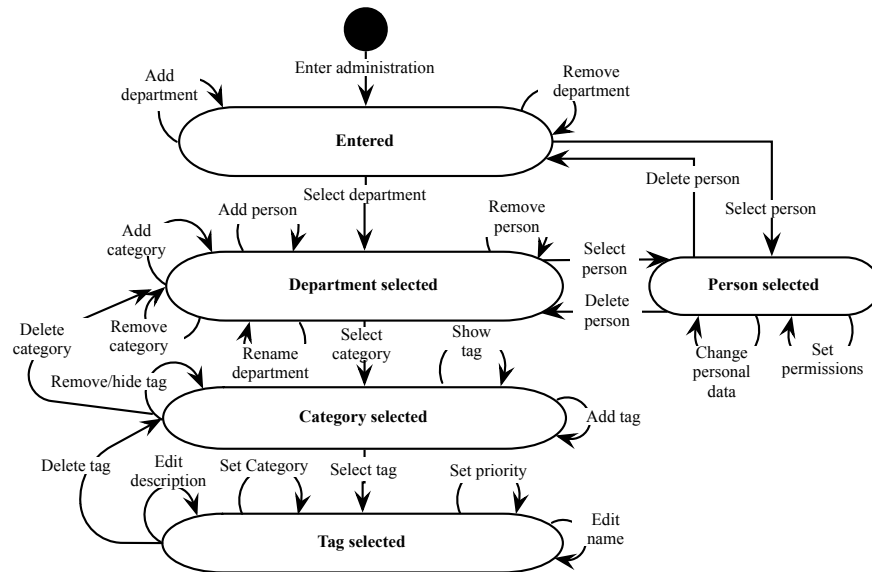 Enter administration
Add
department
Remove
department
Entered
Delete person
Select department
Select person
Add person
Remove
person
Add
category
Select
person
Department selected
Person selected
Delete
person
Delete
category
Remove
category
Rename
department
Select
category
Show
tag
Change
personal
data
Set
permissions
Remove/hide tag
Category selected
Add tag
Delete tag
Edit
description
Set Category
Select tag
Set priority
Edit
name
Tag selected